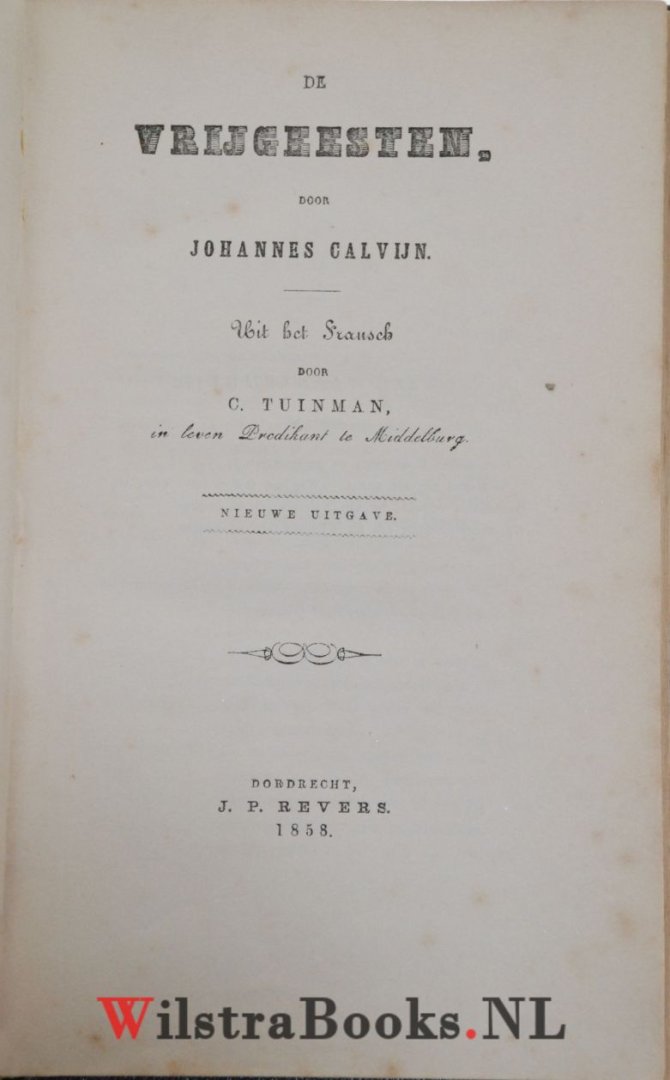 DE
VRIJGEESTEN,
DOOR
JOHANNES CALVIJN.
Uit het Fransch
DOOR
C. TUINMAN,
in leven Predikant te Middelburg.
NIEUWE UITGAVE.
DORDRECHT,
J. P. REVERS.
1858.
WilstraBooks.NL